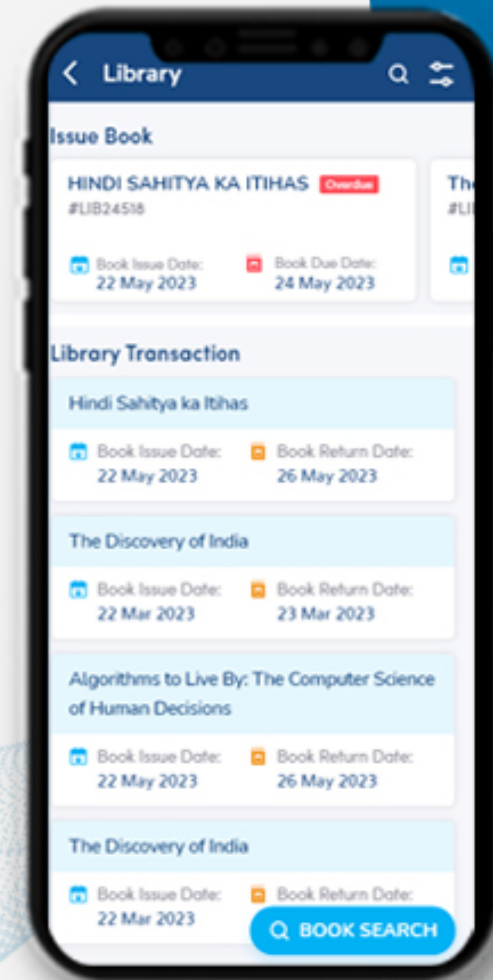 Library
Issue Book
HINDI SAHITYA KA ITIHAS Overdue
#LIB24518
Book Issue Date: Book Due Date:
22 May 2023 24 May 2023
Library Transaction
Hindi Sahitya ka Itihas
Book Issue Date: Book Return Date:
22 May 2023 26 May 2023
The Discovery of India
Book Issue Date: Book Return Date:
22 Mar 2023 23 Mar 2023
Algorithms to Live By: The Computer Science
of Human Decisions
Book Issue Date: Book Return Date:
22 May 2023 26 May 2023
The Discovery of India
Book Issue Date: Book Return Date:
22 Mar 2023
BOOK SEARCH